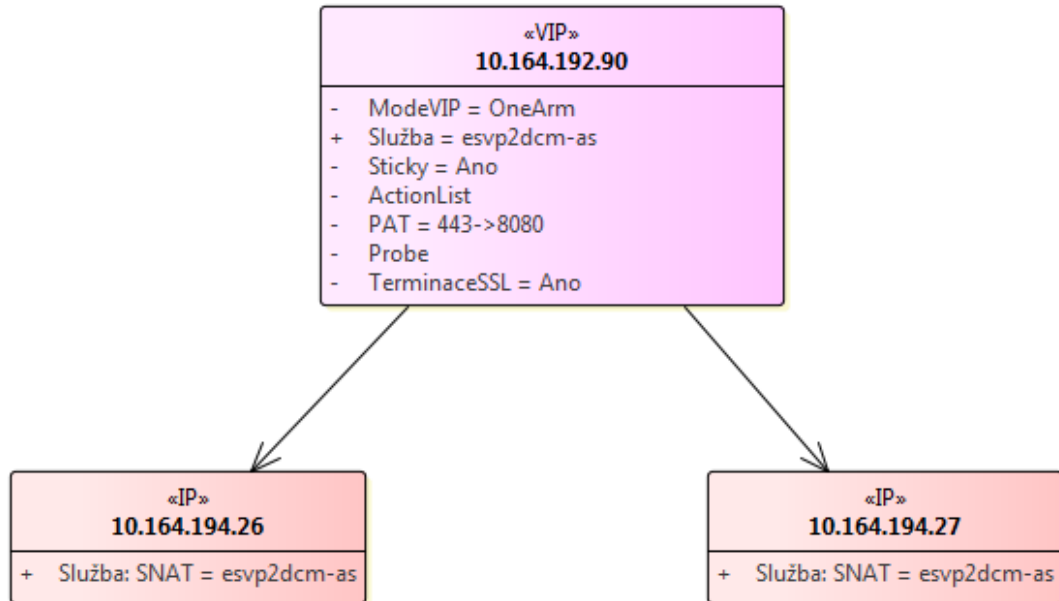 «VIP»
10.164.192.90
- ModeVIP = OneArm
+ Služba = esvp2dcm-as
- Sticky = Ano
- ActionList
- PAT = 443->8080
- Probe
- TerminaceSSL = Ano
«IP»
10.164.194.26
+ Služba: SNAT = esvp2dcm-as
«IP»
10.164.194.27
+ Služba: SNAT = esvp2dcm-as